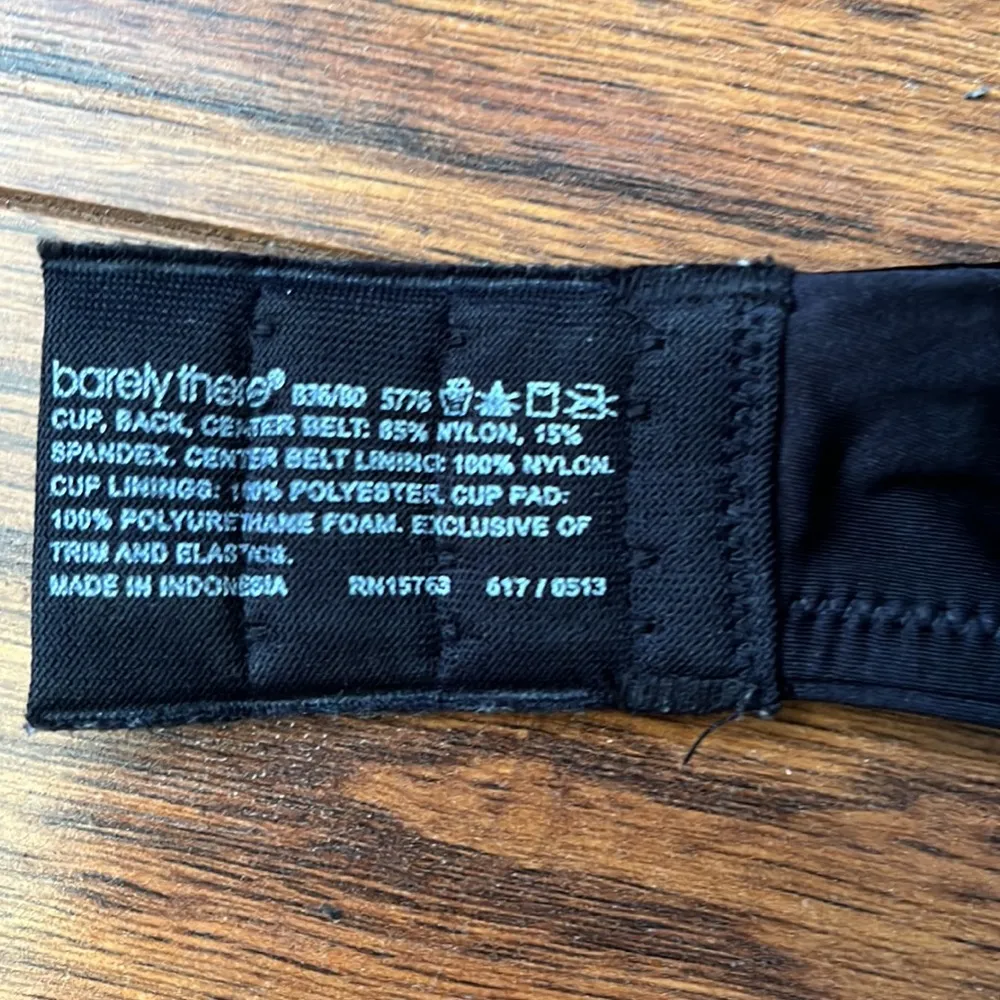 barely there® B36/80 5776
CUP, BACK, CENTER BELT: 85% NYLON, 15%
SPANDEX. CENTER BELT LINING: 100% NYLON.
CUP LININGS: 100% POLYESTER. CUP PAD:
100% POLYURETHANE FOAM. EXCLUSIVE OF
TRIM AND ELASTICS.
MADE IN INDONESIA RN15763 617 / 0513